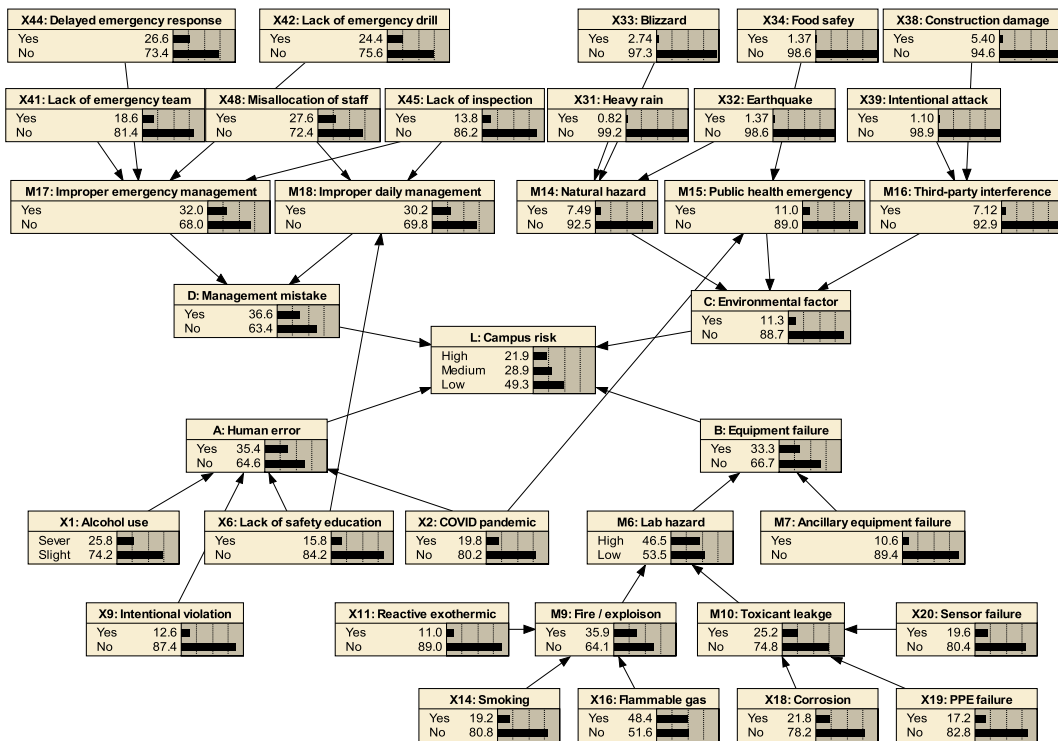 X44: Delayed emergency response
Yes 26.6
No 73.4
X42: Lack of emergency drill
Yes 24.4
No 75.6
X33: Blizzard
Yes 2.74
No 97.3
X34: Food safey
Yes 1.37
No 98.6
X38: Construction damage
Yes 5.40
No 94.6
X41: Lack of emergency team
Yes 18.6
No 81.4
X48: Misallocation of staff
Yes 27.6
No 72.4
X45: Lack of inspection
Yes 13.8
No 86.2
X31: Heavy rain
Yes 0.82
No 99.2
X32: Earthquake
Yes 1.37
No 98.6
X39: Intentional attack
Yes 1.10
No 98.9
M17: Improper emergency management
Yes 32.0
No 68.0
M18: Improper daily management
Yes 30.2
No 69.8
M14: Natural hazard
Yes 7.49
No 92.5
M15: Public health emergency
Yes 11.0
No 89.0
M16: Third-party interference
Yes 7.12
No 92.9
D: Management mistake
Yes 36.6
No 63.4
C: Environmental factor
Yes 11.3
No 88.7
L: Campus risk
High 21.9
Medium 28.9
Low 49.3
A: Human error
Yes 35.4
No 64.6
B: Equipment failure
Yes 33.3
No 66.7
X1: Alcohol use
Sever 25.8
Slight 74.2
X6: Lack of safety education
Yes 15.8
No 84.2
X2: COVID pandemic
Yes 19.8
No 80.2
M6: Lab hazard
High 46.5
Low 53.5
M7: Ancillary equipment failure
Yes 10.6
No 89.4
X9: Intentional violation
Yes 12.6
No 87.4
X11: Reactive exothermic
Yes 11.0
No 89.0
M9: Fire / exploison
Yes 35.9
No 64.1
M10: Toxicant leakge
Yes 25.2
No 74.8
X20: Sensor failure
Yes 19.6
No 80.4
X14: Smoking
Yes 19.2
No 80.8
X16: Flammable gas
Yes 48.4
No 51.6
X18: Corrosion
Yes 21.8
No 78.2
X19: PPE failure
Yes 17.2
No 82.8